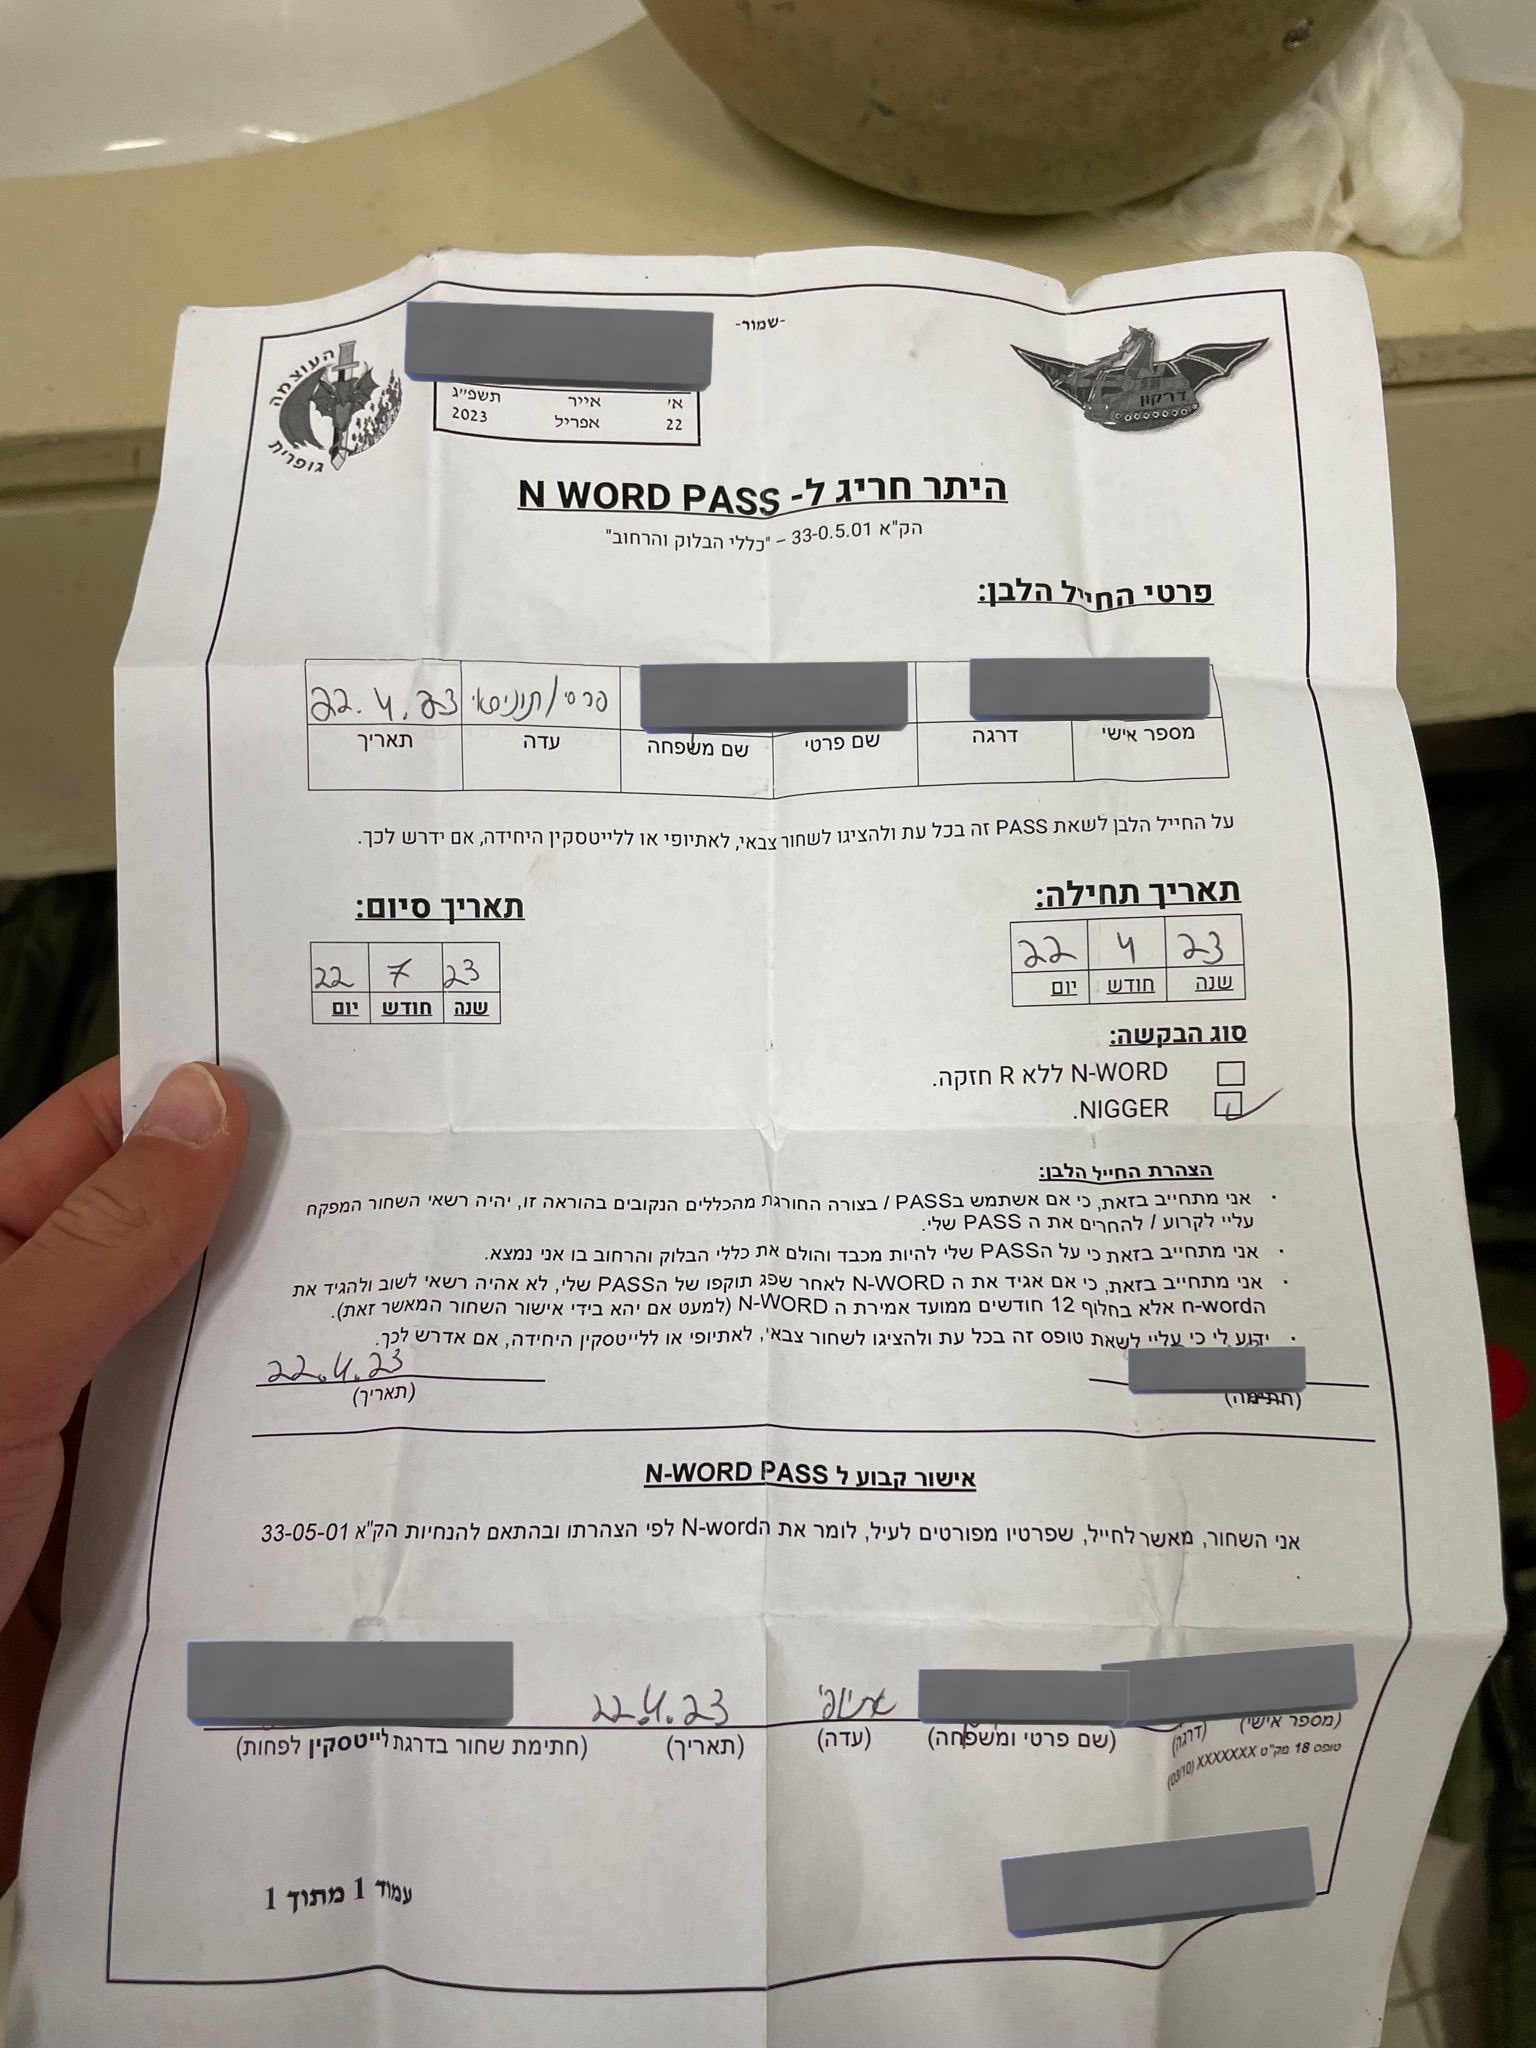 -שמור-
העוצמה
גופרית
דרקון
א' אייר תשפ"ג
22 אפריל 2023
היתר חריג ל- N WORD PASS
הק"א 33-0.5.01 – "כללי הבלוק והרחוב"
פרטי החייל הלבן:
פרסי/תוניסאי 22.4.23
מספר אישי דרגה שם פרטי שם משפחה עדה תאריך
על החייל הלבן לשאת PASS זה בכל עת ולהציגו לשחור צבאי, לאתיופי או ללייטסקין היחידה, אם ידרש לכך.
תאריך תחילה:
23 4 22
שנה חודש יום
תאריך סיום:
23 7 22
שנה חודש יום
סוג הבקשה:
N-WORD ללא R חזקה.
NIGGER.
הצהרת החייל הלבן:
· אני מתחייב בזאת, כי אם אשתמש בPASS / בצורה החורגת מהכללים הנקובים בהוראה זו, יהיה רשאי השחור המפקח
עליי לקרוע / להחרים את ה PASS שלי.
· אני מתחייב בזאת כי על הPASS שלי להיות מכבד והולם את כללי הבלוק והרחוב בו אני נמצא.
· אני מתחייב בזאת, כי אם אגיד את ה N-WORD לאחר שפג תוקפו של הPASS שלי, לא אהיה רשאי לשוב ולהגיד את
הn-word אלא בחלוף 12 חודשים ממועד אמירת ה N-WORD (למעט אם יהא בידי אישור השחור המאשר זאת).
· ידוע לי כי עליי לשאת טופס זה בכל עת ולהציגו לשחור צבאי, לאתיופי או ללייטסקין היחידה, אם אדרש לכך.
22.4.23
(חתימה) (תאריך)
אישור קבוע ל N-WORD PASS
אני השחור, מאשר לחייל, שפרטיו מפורטים לעיל, לומר את הN-word לפי הצהרתו ובהתאם להנחיות הק"א 33-05-01
.
אתיופי 22.4.23
(מספר אישי) (דרגה) (שם פרטי ומשפחה) (עדה) (תאריך) (חתימת שחור בדרגת לייטסקין לפחות)
טופס 18 מק"ט XXXXXXX (03/10)
עמוד 1 מתוך 1